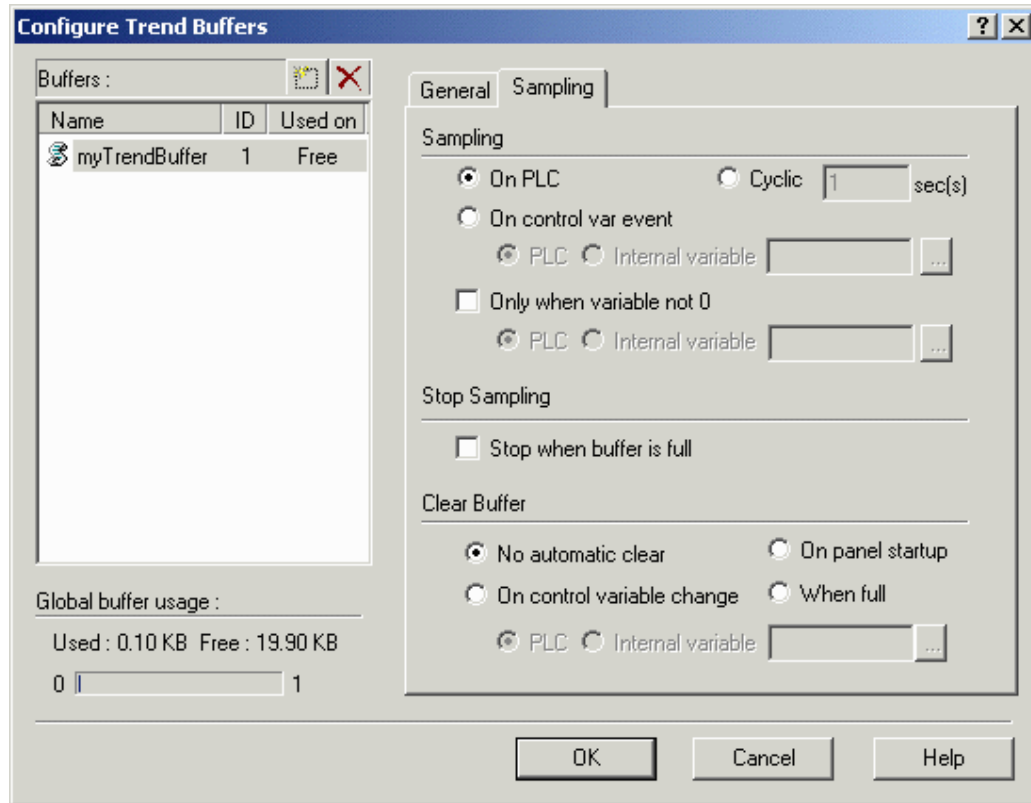 Configure Trend Buffers
Buffers :
Name ID Used on
myTrendBuffer 1 Free
Global buffer usage :
Used : 0.10 KB Free : 19.90 KB
0 1
General Sampling
Sampling
On PLC Cyclic 1 sec(s)
On control var event
PLC Internal variable ...
Only when variable not 0
PLC Internal variable ...
Stop Sampling
Stop when buffer is full
Clear Buffer
No automatic clear On panel startup
On control variable change When full
PLC Internal variable ...
OK Cancel Help